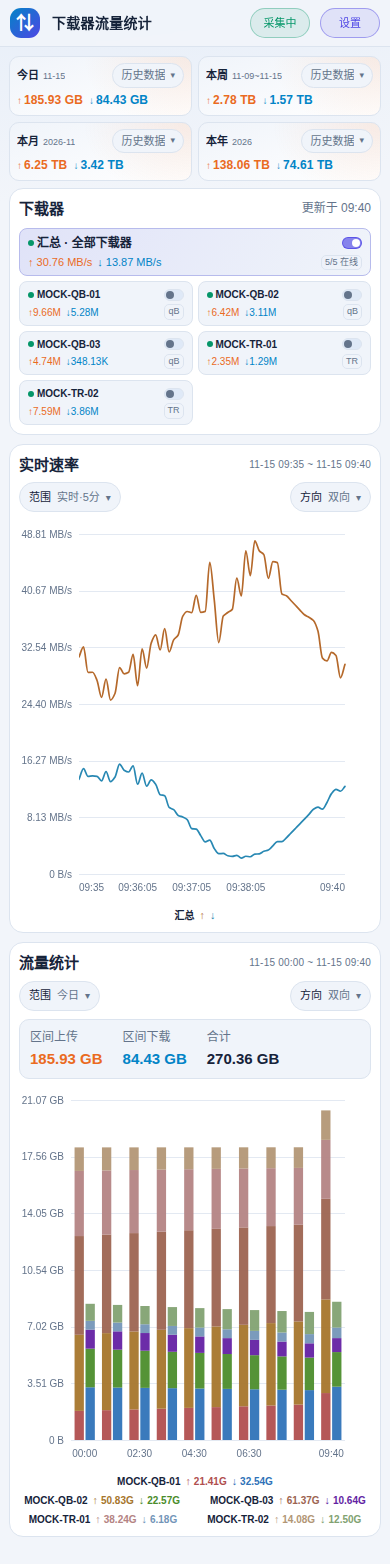 下载器流量统计 采集中 设置
今日 11-15 历史数据 ▾
↑185.93 GB ↓84.43 GB
本周 11-09~11-15 历史数据 ▾
↑2.78 TB ↓1.57 TB
本月 2026-11 历史数据 ▾
↑6.25 TB ↓3.42 TB
本年 2026 历史数据 ▾
↑138.06 TB ↓74.61 TB
下载器 更新于 09:40
汇总 · 全部下载器
↑ 30.76 MB/s ↓ 13.87 MB/s 5/5 在线
MOCK-QB-01
↑9.66M ↓5.28M qB
MOCK-QB-02
↑6.42M ↓3.11M qB
MOCK-QB-03
↑4.74M ↓348.13K qB
MOCK-TR-01
↑2.35M ↓1.29M TR
MOCK-TR-02
↑7.59M ↓3.86M TR
实时速率 11-15 09:35 ~ 11-15 09:40
范围 实时·5分 ▾ 方向 双向 ▾
48.81 MB/s
40.67 MB/s
32.54 MB/s
24.40 MB/s
16.27 MB/s
8.13 MB/s
0 B/s
09:35 09:36:05 09:37:05 09:38:05 09:40
汇总 ↑ ↓
流量统计 11-15 00:00 ~ 11-15 09:40
范围 今日 ▾ 方向 双向 ▾
区间上传 区间下载 合计
185.93 GB 84.43 GB 270.36 GB
21.07 GB
17.56 GB
14.05 GB
10.54 GB
7.02 GB
3.51 GB
0 B
00:00 02:30 04:30 06:30 09:40
MOCK-QB-01 ↑ 21.41G ↓ 32.54G
MOCK-QB-02 ↑ 50.83G ↓ 22.57G MOCK-QB-03 ↑ 61.37G ↓ 10.64G
MOCK-TR-01 ↑ 38.24G ↓ 6.18G MOCK-TR-02 ↑ 14.08G ↓ 12.50G